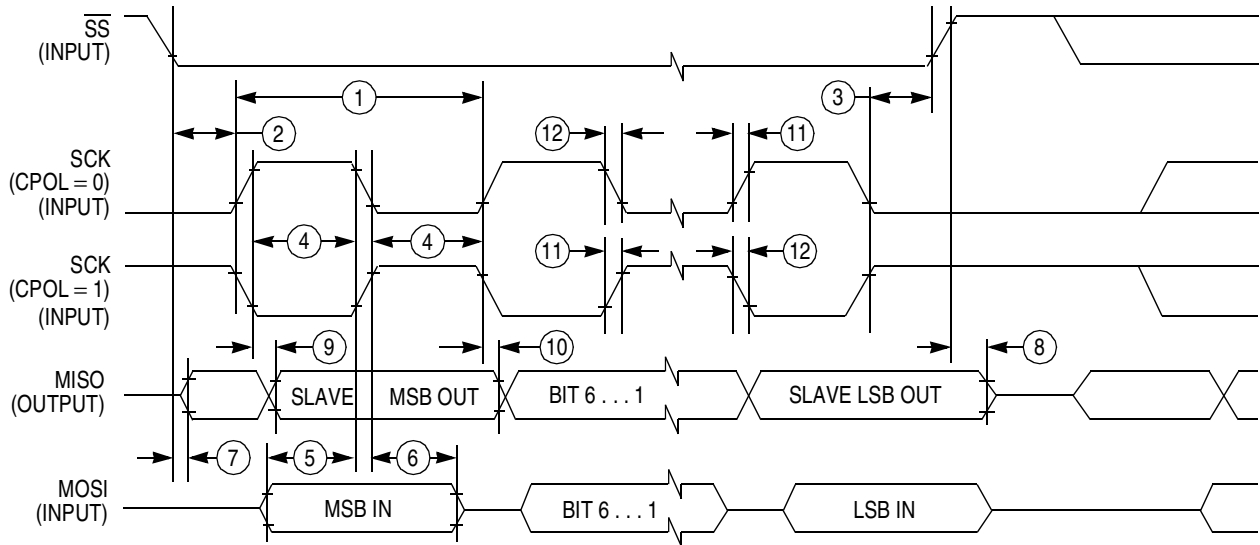 SS
(INPUT)
1
3
2
12
11
SCK
(CPOL = 0)
(INPUT)
4
4
11
12
SCK
(CPOL = 1)
(INPUT)
9
10
8
MISO
(OUTPUT)
SLAVE
MSB OUT
BIT 6 . . . 1
SLAVE LSB OUT
7
5
6
MOSI
(INPUT)
MSB IN
BIT 6 . . . 1
LSB IN